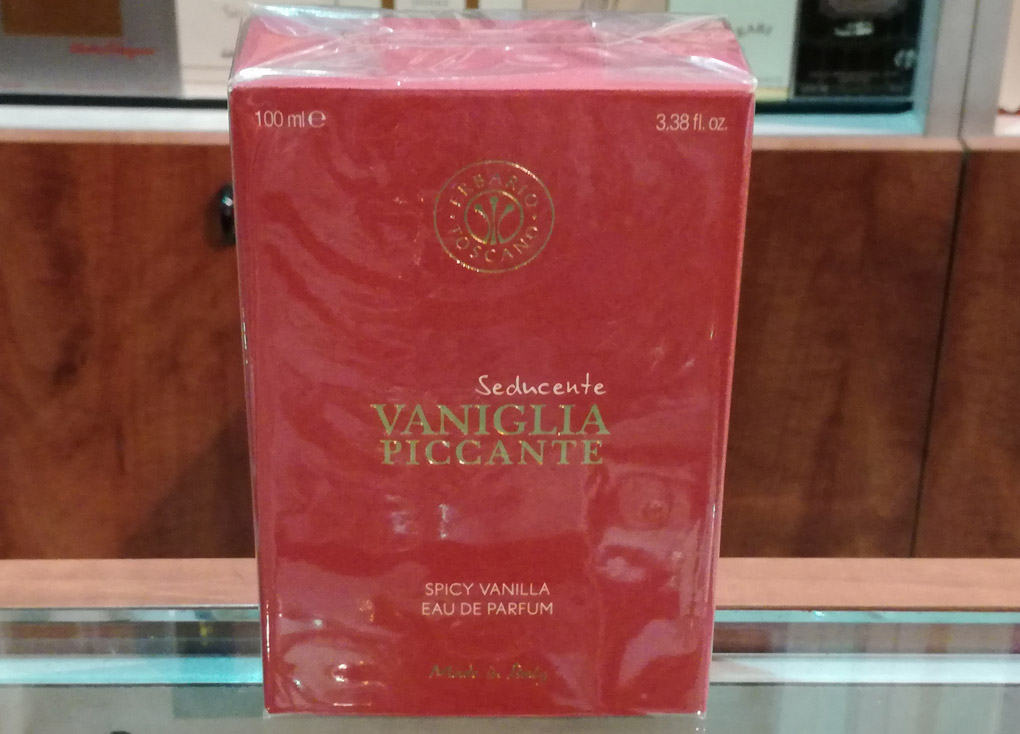 100 ml ℮
3,38 fl. oz.
ERBARIO
TOSCANO
Seducente
VANIGLIA
PICCANTE
SPICY VANILLA
EAU DE PARFUM
Made in Italy